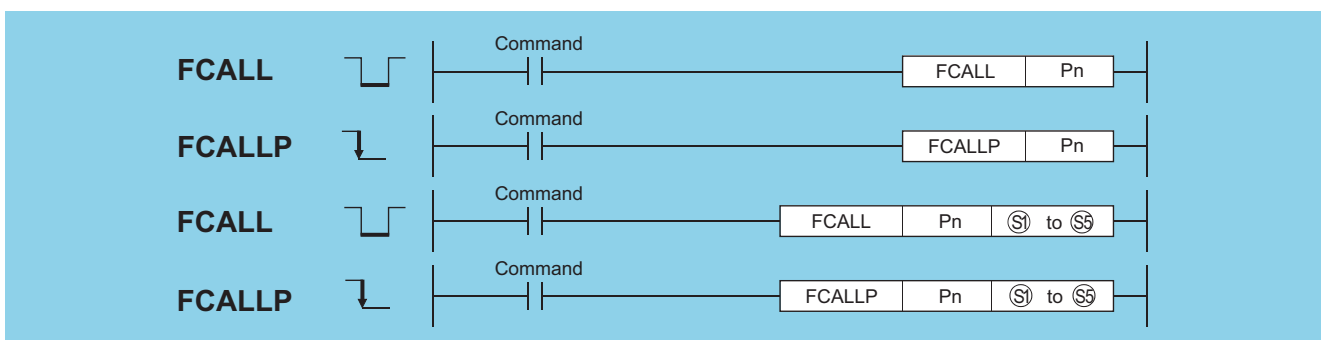 Command
FCALL FCALL Pn
Command
FCALLP FCALLP Pn
Command
FCALL FCALL Pn S1 to S5
Command
FCALLP FCALLP Pn S1 to S5